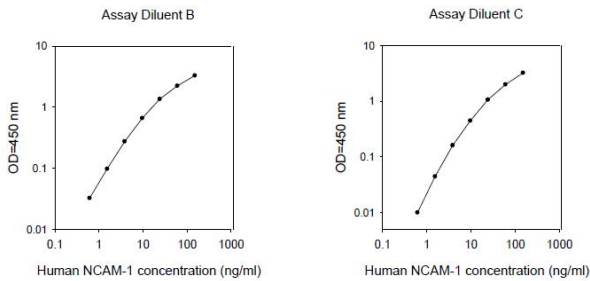 Assay Diluent B
10
1
0.1
0.01
OD=450 nm
0.1 1 10 100 1000
Human NCAM-1 concentration (ng/ml)
Assay Diluent C
10
1
0.1
0.01
OD=450 nm
0.1 1 10 100 1000
Human NCAM-1 concentration (ng/ml)